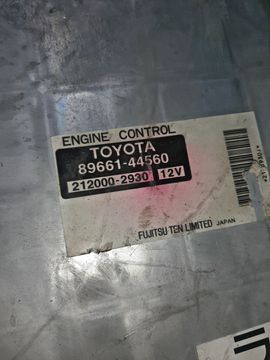 ENGINE CONTROL
TOYOTA
89661-44560
212000-2930 12V
FUJITSU TEN LIMITED JAPAN